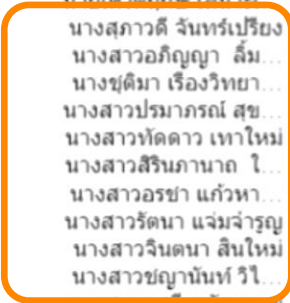 นางสุภาวดี จันทร์เปรียง
นางสาวอภิญญา ลิ้ม...
นางชุติมา เรืองวิทยา...
นางสาวปรมาภรณ์ สุข...
นางสาวทัดดาว เทาใหม่
นางสาวสิรินภานาถ ใ...
นางสาวอรชา แก้วหา...
นางสาวรัตนา แจ่มจำรูญ
นางสาวจินตนา สินใหม่
นางสาวชญานันท์ วิไ...